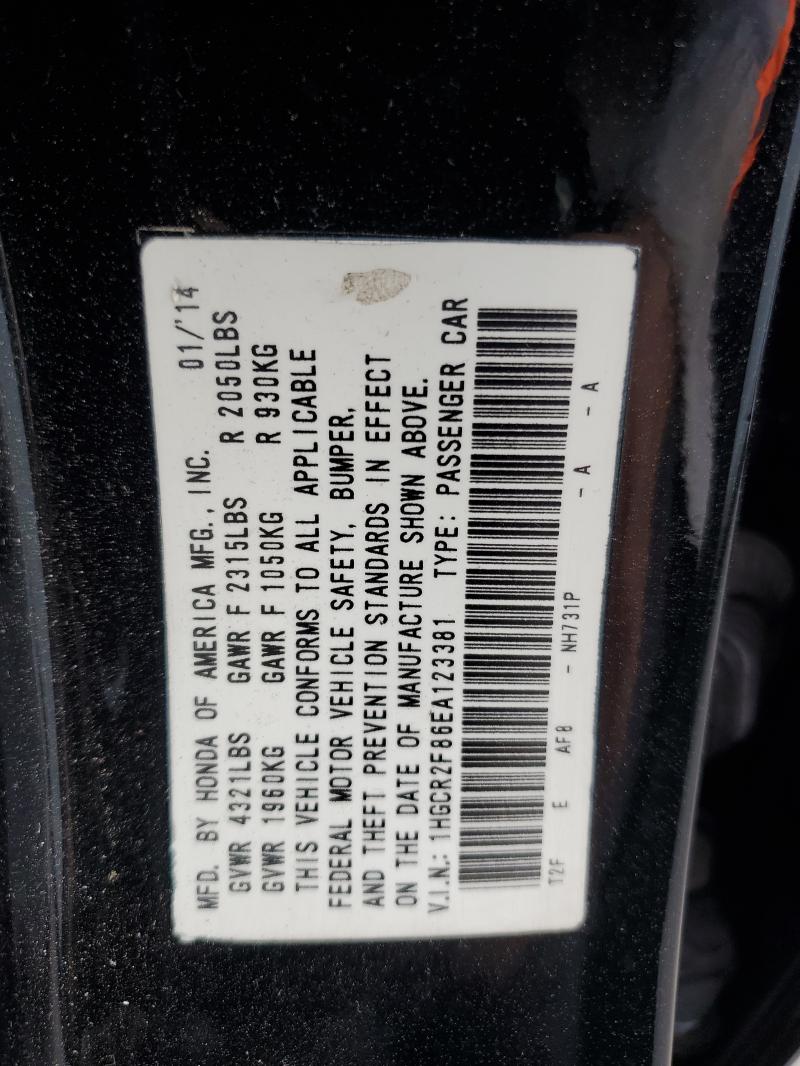 MFD. BY HONDA OF AMERICA MFG., INC. 01/'14
GVWR 4321LBS GAWR F 2315LBS R 2050LBS
GVWR 1960KG GAWR F 1050KG R 930KG
THIS VEHICLE CONFORMS TO ALL APPLICABLE
FEDERAL MOTOR VEHICLE SAFETY, BUMPER,
AND THEFT PREVENTION STANDARDS IN EFFECT
ON THE DATE OF MANUFACTURE SHOWN ABOVE.
V.I.N.: 1HGCR2F86EA123381 TYPE: PASSENGER CAR
T2F E AF8 - NH731P - A - A